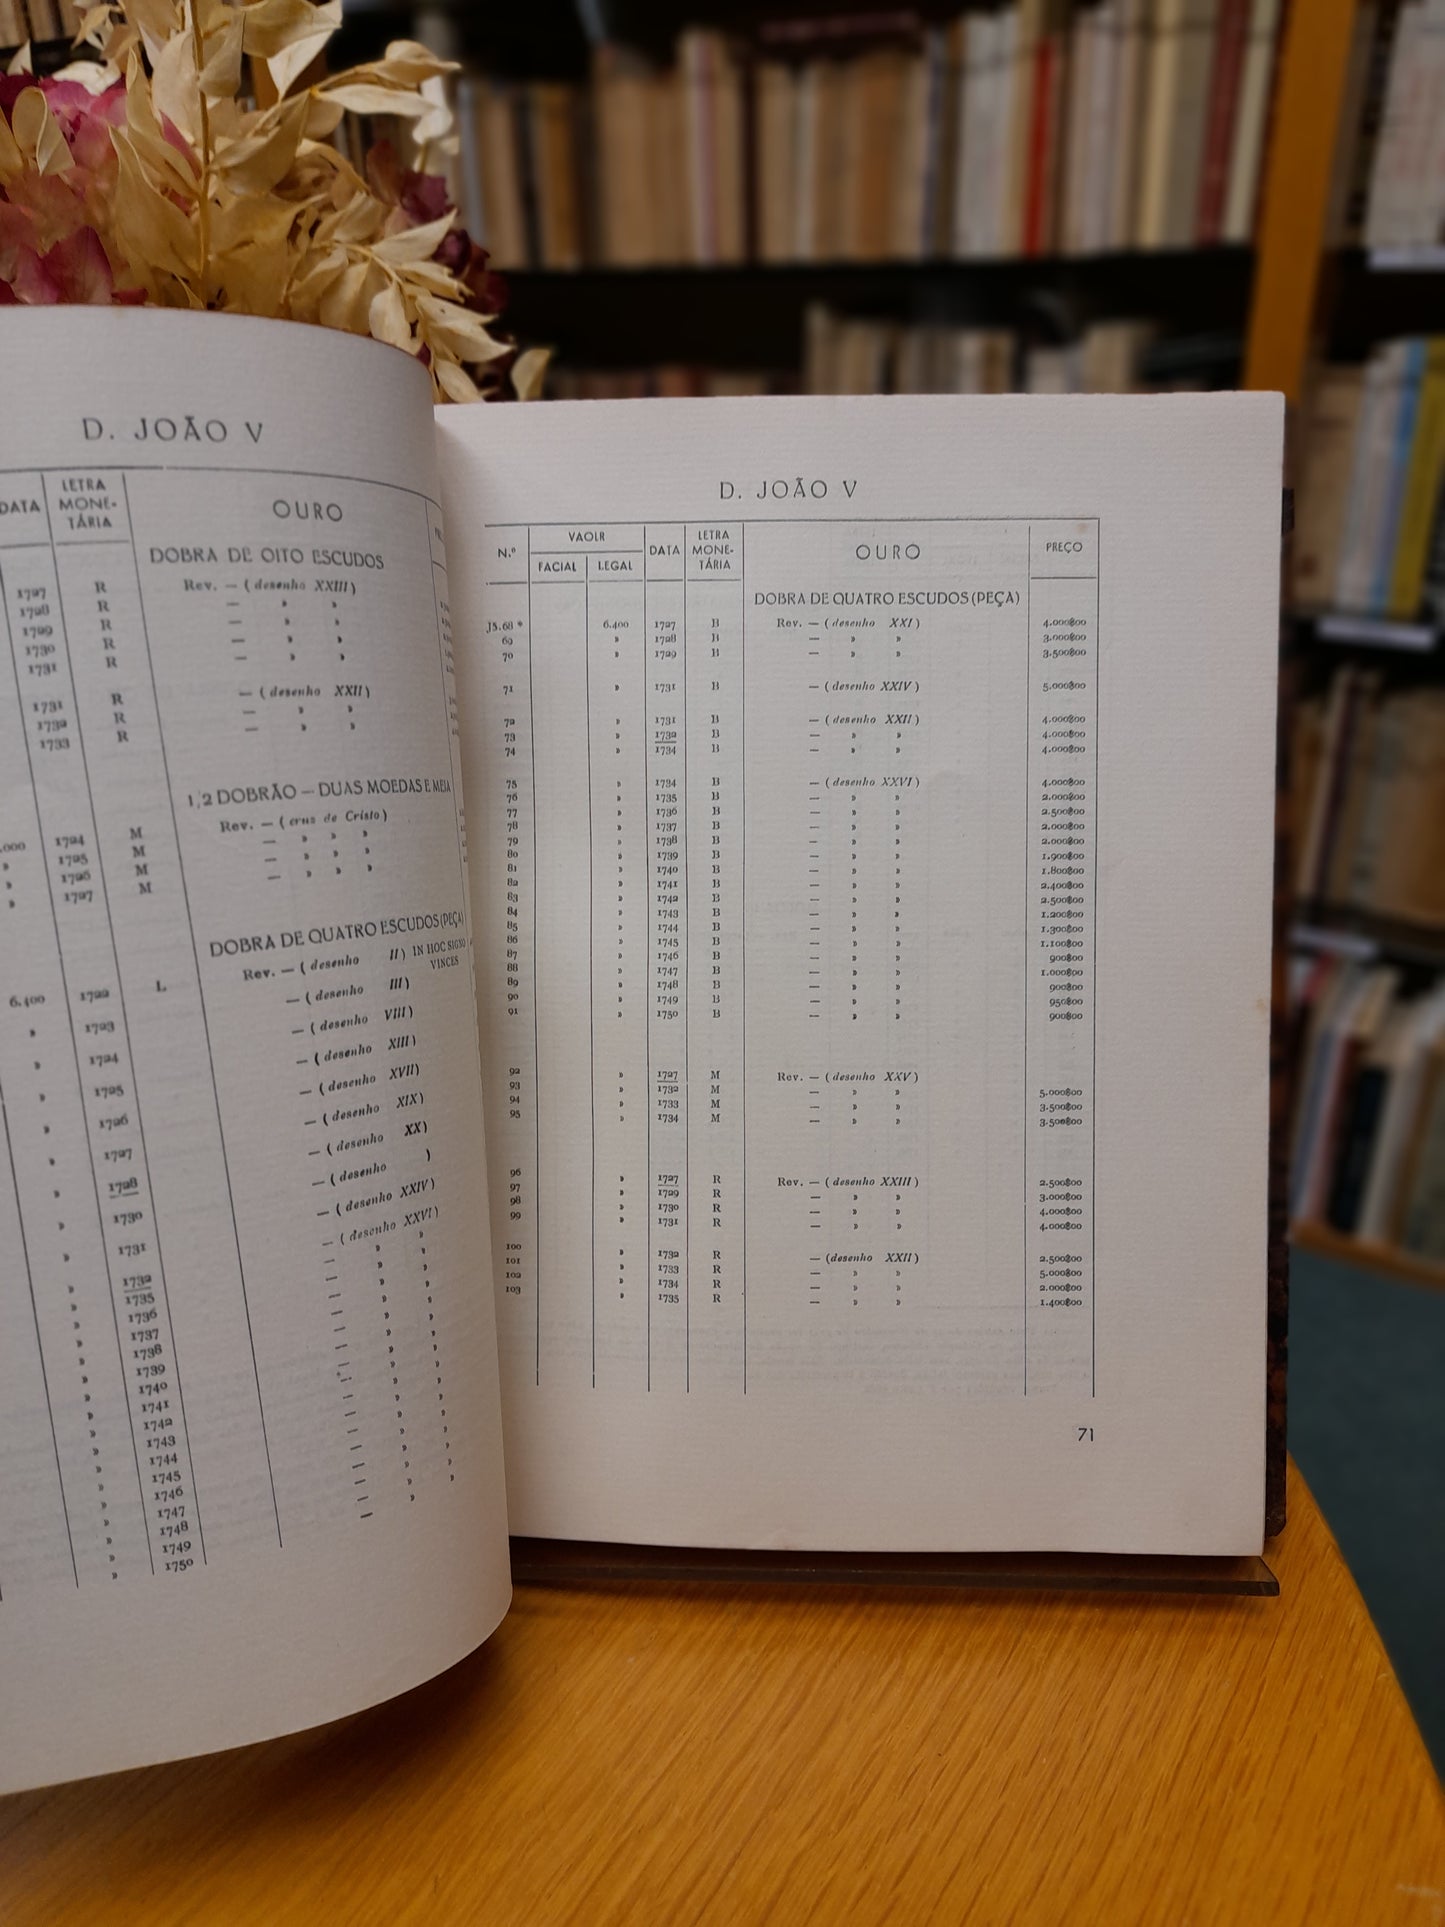 D. JOÃO V
DATA
LETRA
MONE-
TÁRIA
OURO
DOBRA DE OITO ESCUDOS
1727 R Rev. — (desenho XXIII)
1728 R — » »
1729 R — » »
1730 R — » »
1731 R — » »
1731 R — (desenho XXII)
1732 R — » »
1733 R — » »
1,2 DOBRÃO — DUAS MOEDAS E MEIA
.000 1724 M Rev. — (cruz de Cristo)
» 1725 M — » » »
» 1726 M — » » »
» 1727 M — » » »
DOBRA DE QUATRO ESCUDOS (PEÇA)
6.400 1722 L Rev. — (desenho II) IN HOC SIGNO
VINCES
» 1723 — (desenho III)
» 1724 — (desenho VIII)
» 1725 — (desenho XIII)
» 1726 — (desenho XVII)
» 1727 — (desenho XIX)
» 1728 — (desenho XX)
» 1730 — (desenho )
» 1731 — (desenho XXIV)
» 1732 — (desenho XXVI)
» 1735 — » »
» 1736 — » »
» 1737 — » »
» 1738 — » »
» 1739 — » »
» 1740 — » »
» 1741 — » »
» 1742 — » »
» 1743 — » »
» 1744 — » »
» 1745 — » »
» 1746 — » »
» 1747 — » »
» 1748 — » »
» 1749 — » »
» 1750 —
D. JOÃO V
N.º
VAOLR
FACIAL LEGAL
DATA
LETRA
MONE-
TÁRIA
OURO
PREÇO
DOBRA DE QUATRO ESCUDOS (PEÇA)
J5.68 * 6.400 1727 B Rev. — (desenho XXI) 4.000$00
69 » 1728 B — » » 3.000$00
70 » 1729 B — » » 3.500$00
71 » 1731 B — (desenho XXIV) 5.000$00
72 » 1731 B — (desenho XXII) 4.000$00
73 » 1732 B — » » 4.000$00
74 » 1734 B — » » 4.000$00
75 » 1734 B — (desenho XXVI) 4.000$00
76 » 1735 B — » » 2.000$00
77 » 1736 B — » » 2.500$00
78 » 1737 B — » » 2.000$00
79 » 1738 B — » » 2.000$00
80 » 1739 B — » » 1.900$00
81 » 1740 B — » » 1.800$00
82 » 1741 B — » » 2.400$00
83 » 1742 B — » » 2.500$00
84 » 1743 B — » » 1.200$00
85 » 1744 B — » » 1.300$00
86 » 1745 B — » » 1.100$00
87 » 1746 B — » » 900$00
88 » 1747 B — » » 1.000$00
89 » 1748 B — » » 900$00
90 » 1749 B — » » 950$00
91 » 1750 B — » » 900$00
92 » 1727 M Rev. — (desenho XXV)
93 » 1732 M — » » 5.000$00
94 » 1733 M — » » 3.500$00
95 » 1734 M — » » 3.500$00
96 » 1727 R Rev. — (desenho XXIII) 2.500$00
97 » 1729 R — » » 3.000$00
98 » 1730 R — » » 4.000$00
99 » 1731 R — » » 4.000$00
100 » 1732 R — (desenho XXII) 2.500$00
101 » 1733 R — » » 5.000$00
102 » 1734 R — » » 2.000$00
103 » 1735 R — » » 1.400$00
71